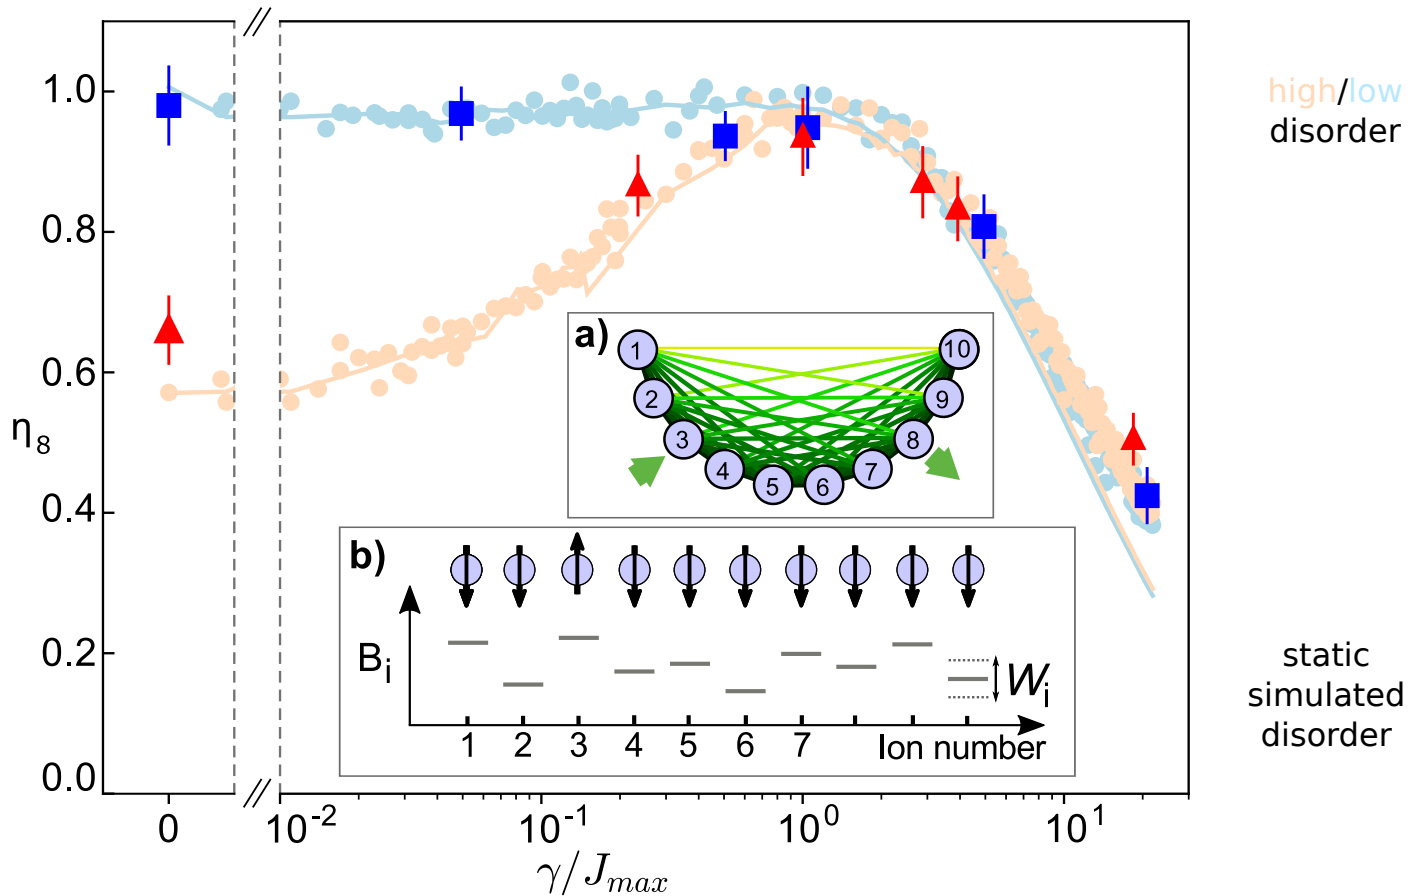 1.0
0.8
0.6
0.4
0.2
0.0
η8
0
10-2
10-1
100
101
γ/Jmax
high/low
disorder
static
simulated
disorder
a)
1
2
3
4
5
6
7
8
9
10
b)
Bi
Wi
1 2 3 4 5 6 7 Ion number